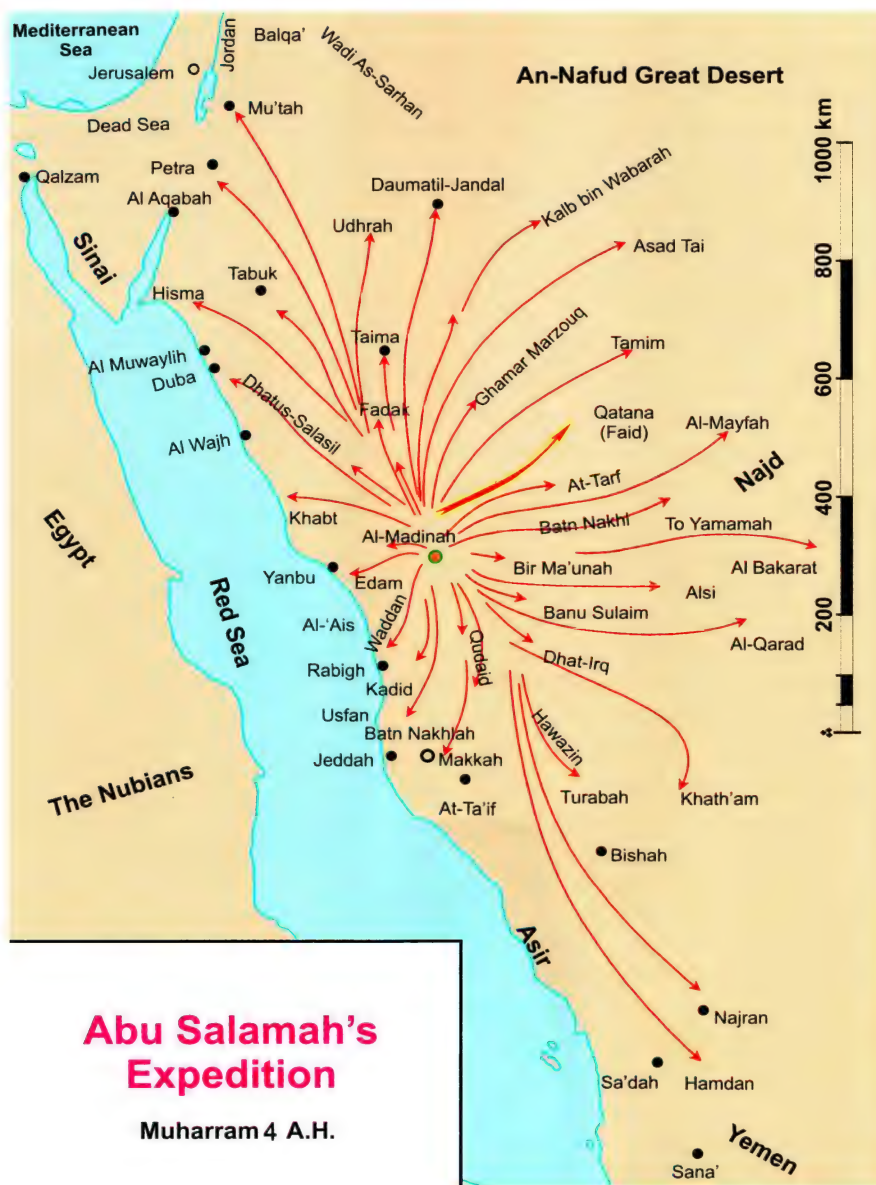 Mediterranean
Sea
Jordan
Balqa'
Wadi As-Sarhan
An-Nafud Great Desert
Jerusalem
Mu'tah
Dead Sea
1000 km
Qalzam
Petra
Al Aqabah
Daumatil-Jandal
Kalb bin Wabarah
Udhrah
Asad Tai
Sinai
Tabuk
Hisma
800
Taima
Ghamar Marzouq
Tamim
Al Muwaylih
Duba
600
Dhatus-Salasil
Fadak
Qatana
(Faid)
Al-Mayfah
Al Wajh
Najd
At-Tarf
400
Khabt
Al-Madinah
Batn Nakhl
To Yamamah
Egypt
Yanbu
Edam
Bir Ma'unah
Al Bakarat
Red Sea
Alsi
Banu Sulaim
200
Al-'Ais
Waddan
Qudaid
Al-Qarad
Rabigh
Kadid
Dhat-Irq
Usfan
Batn Nakhlah
Hawazin
Jeddah
Makkah
The Nubians
At-Ta'if
Turabah
Khath'am
Bishah
Asir
Abu Salamah's
Expedition
Muharram 4 A.H.
Najran
Sa'dah
Hamdan
Yemen
Sana'